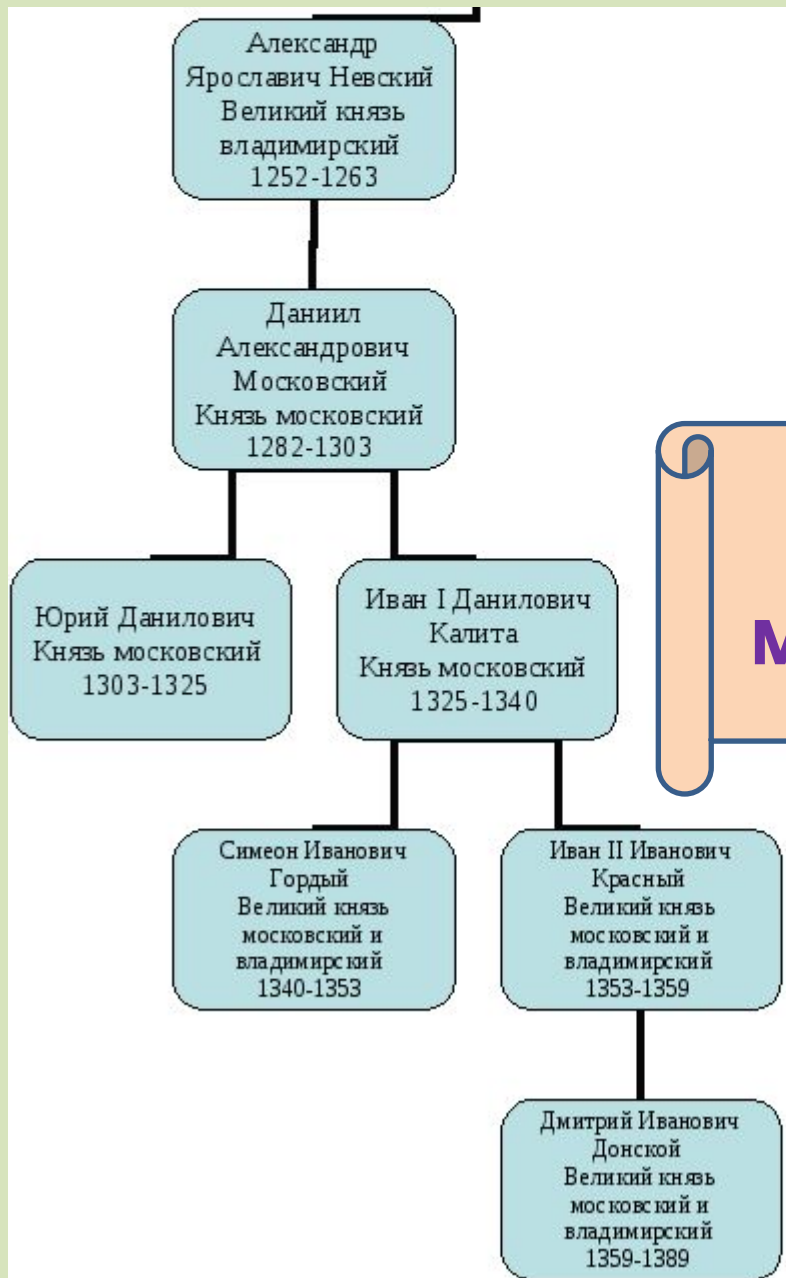 Александр
Ярославич Невский
Великий князь
владимирский
1252-1263
Даниил
Александрович
Московский
Князь московский
1282-1303
Юрий Данилович
Князь московский
1303-1325
Иван I Данилович
Калита
Князь московский
1325-1340
М
Симеон Иванович
Гордый
Великий князь
московский и
владимирский
1340-1353
Иван II Иванович
Красный
Великий князь
московский и
владимирский
1353-1359
Дмитрий Иванович
Донской
Великий князь
московский и
владимирский
1359-1389